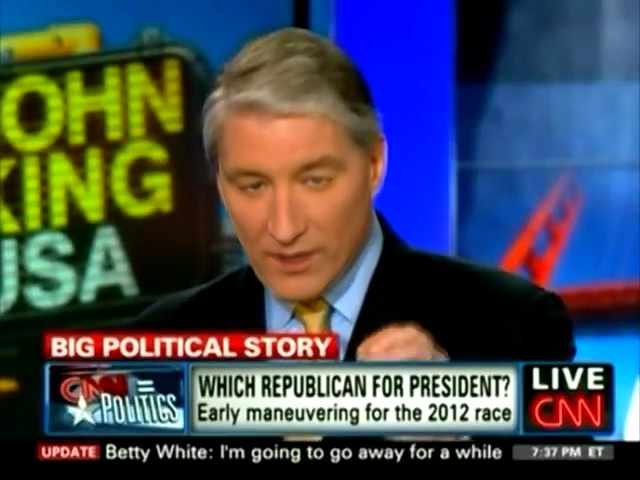 OHN
KING
USA
BIG POLITICAL STORY
CNN=
POLITICS
WHICH REPUBLICAN FOR PRESIDENT?
Early maneuvering for the 2012 race
LIVE
CNN
UPDATE Betty White: I'm going to go away for a while 7:37 PM ET